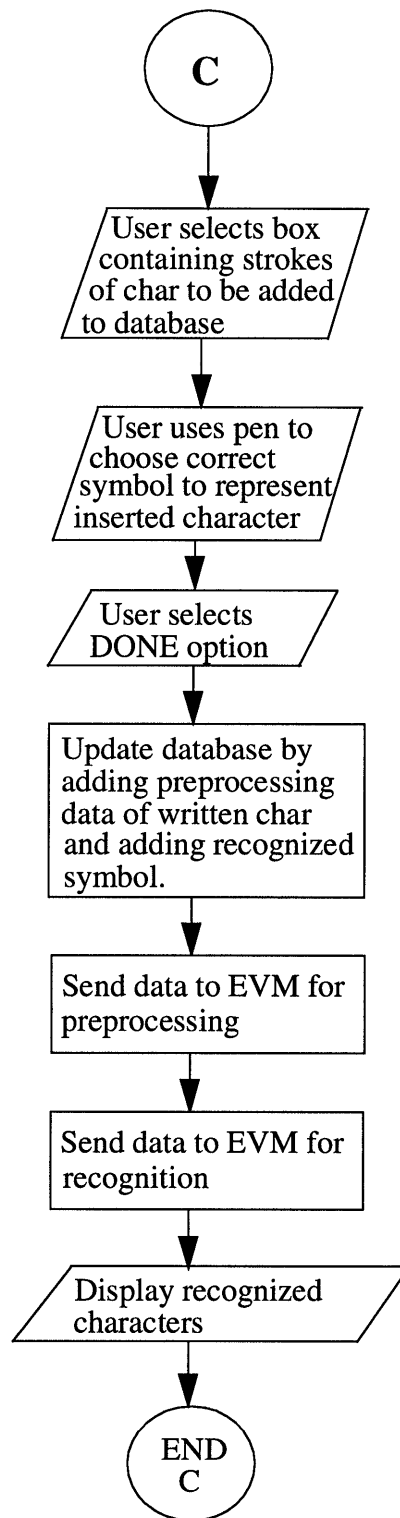 C
User selects box
containing strokes
of char to be added
to database
User uses pen to
choose correct
symbol to represent
inserted character
User selects
DONE option
Update database by
adding preprocessing
data of written char
and adding recognized
symbol.
Send data to EVM for
preprocessing
Send data to EVM for
recognition
Display recognized
characters
END
C